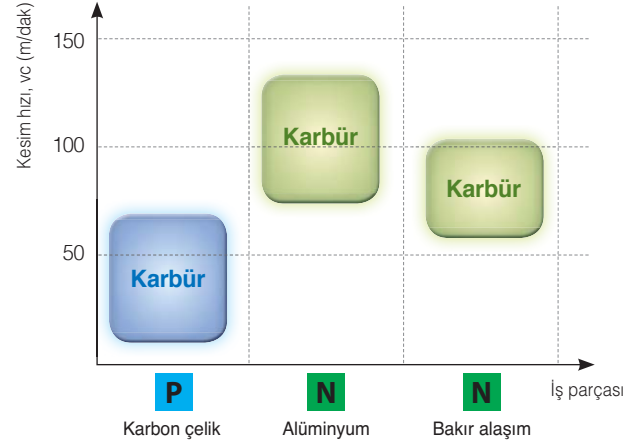 Kesim hızı, vc (m/dak)
150
100
50
Karbür
Karbür
Karbür
P
N
N
İş parçası
Karbon çelik
Alüminyum
Bakır alaşım